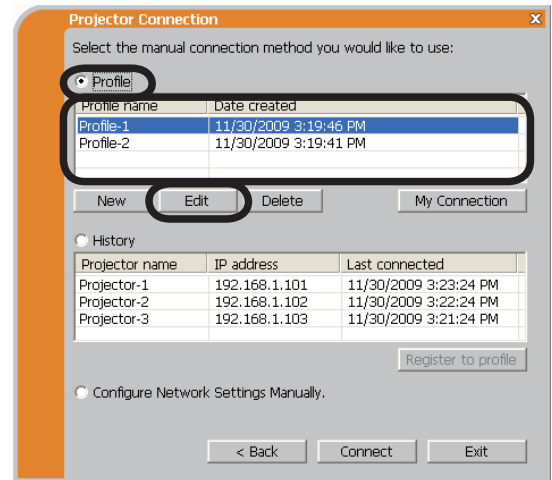 Projector Connection X
Select the manual connection method you would like to use:
Profile
Profile name Date created
Profile-1 11/30/2009 3:19:46 PM
Profile-2 11/30/2009 3:19:41 PM
New Edit Delete My Connection
History
Projector name IP address Last connected
Projector-1 192.168.1.101 11/30/2009 3:23:24 PM
Projector-2 192.168.1.102 11/30/2009 3:22:24 PM
Projector-3 192.168.1.103 11/30/2009 3:21:24 PM
Register to profile
Configure Network Settings Manually.
< Back Connect Exit